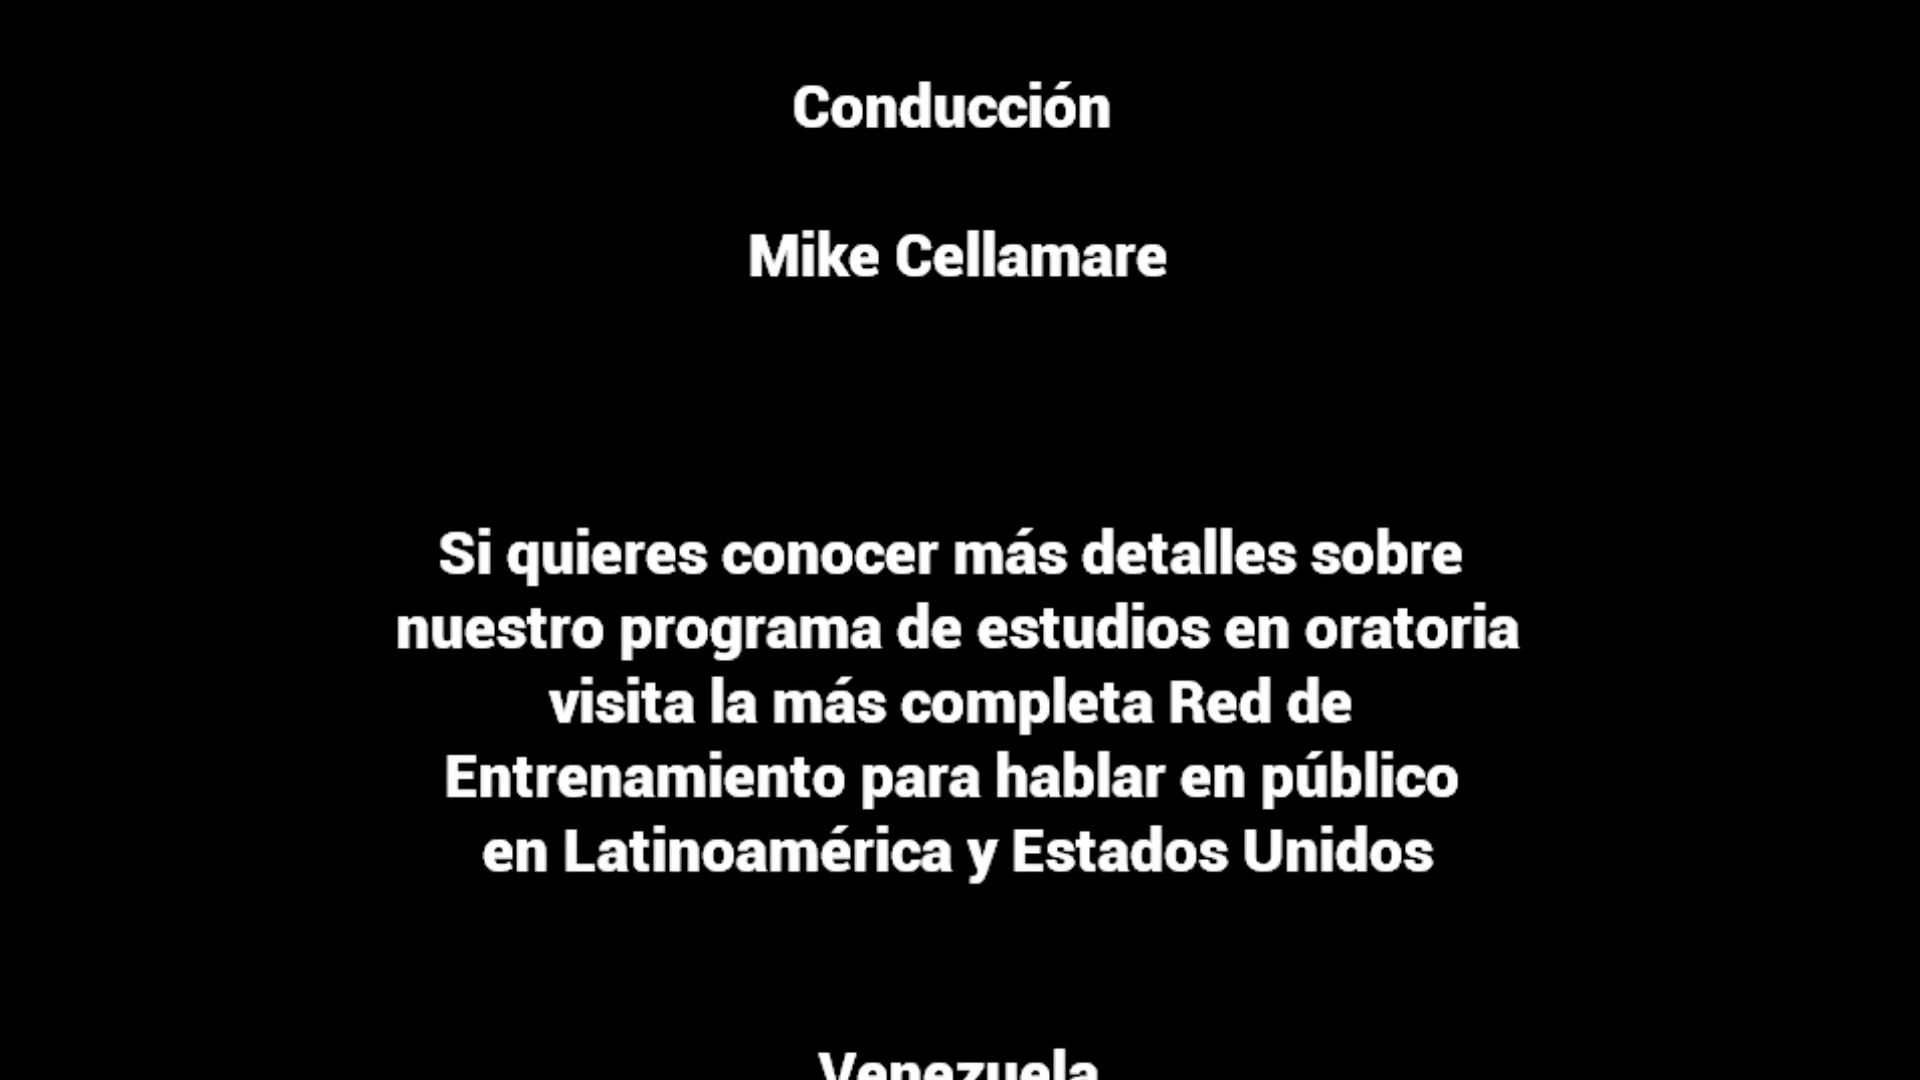 Conducción
Mike Cellamare
Si quieres conocer más detalles sobre
nuestro programa de estudios en oratoria
visita la más completa Red de
Entrenamiento para hablar en público
en Latinoamérica y Estados Unidos
Venezuela